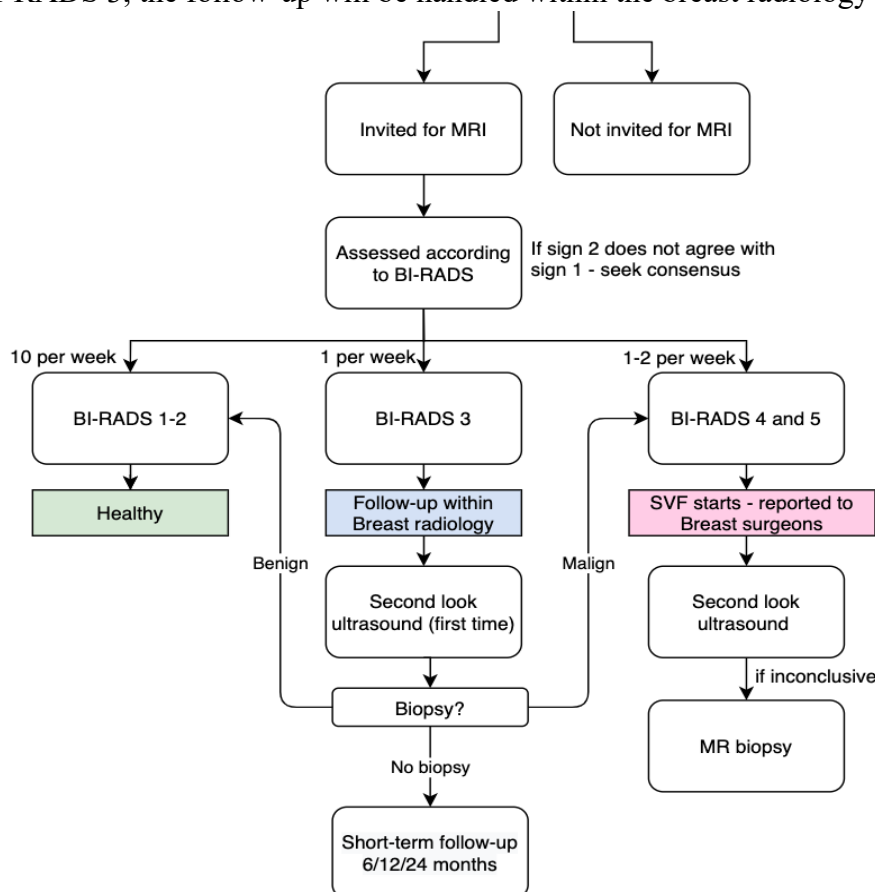 RADS 3, the follow-up will be handled within the breast radiology
Invited for MRI
Not invited for MRI
Assessed according
to BI-RADS
If sign 2 does not agree with
sign 1 - seek consensus
10 per week
1 per week
1-2 per week
BI-RADS 1-2
BI-RADS 3
BI-RADS 4 and 5
Healthy
Follow-up within
Breast radiology
SVF starts - reported to
Breast surgeons
Benign
Malign
Second look
ultrasound (first time)
Second look
ultrasound
if inconclusive
Biopsy?
MR biopsy
No biopsy
Short-term follow-up
6/12/24 months